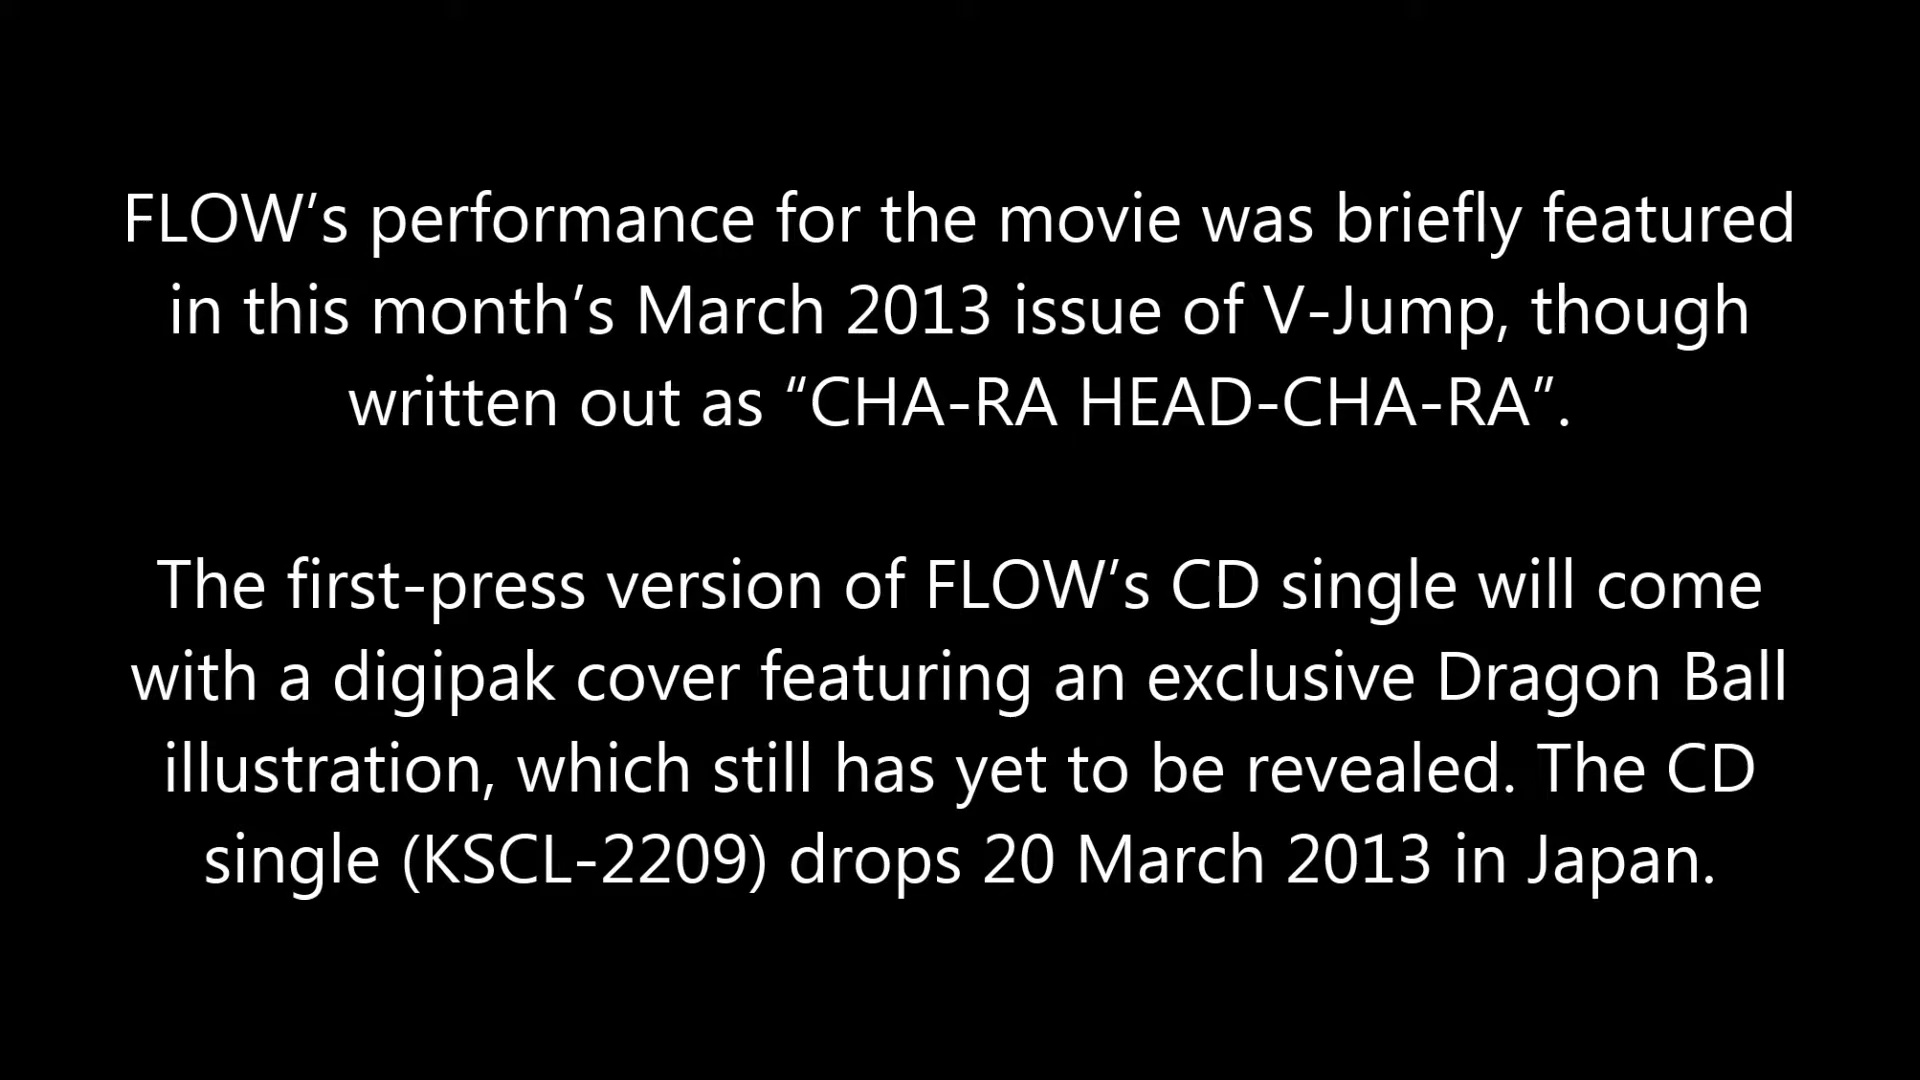 FLOW’s performance for the movie was briefly featured
in this month’s March 2013 issue of V-Jump, though
written out as “CHA-RA HEAD-CHA-RA”.
The first-press version of FLOW’s CD single will come
with a digipak cover featuring an exclusive Dragon Ball
illustration, which still has yet to be revealed. The CD
single (KSCL-2209) drops 20 March 2013 in Japan.